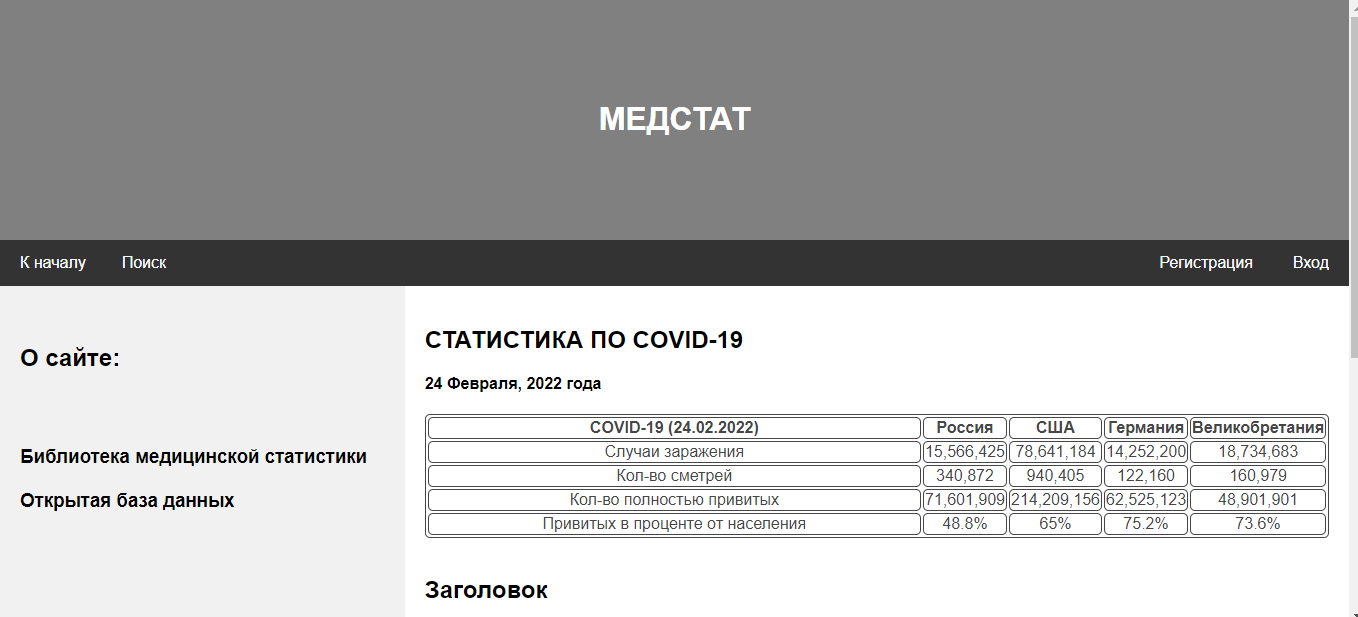 МЕДСТАТ
К началу Поиск Регистрация Вход
О сайте:
Библиотека медицинской статистики
Открытая база данных
СТАТИСТИКА ПО COVID-19
24 Февраля, 2022 года
COVID-19 (24.02.2022) Россия США Германия Великобретания
Случаи заражения 15,566,425 78,641,184 14,252,200 18,734,683
Кол-во сметрей 340,872 940,405 122,160 160,979
Кол-во полностью привитых 71,601,909 214,209,156 62,525,123 48,901,901
Привитых в проценте от населения 48.8% 65% 75.2% 73.6%
Заголовок